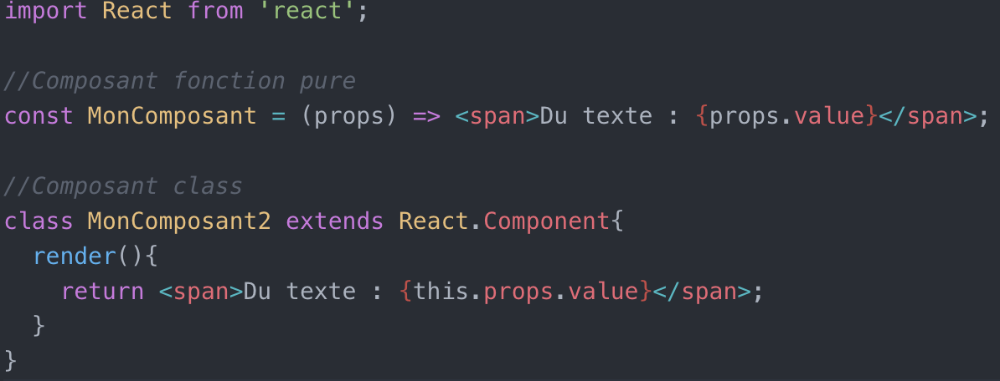 import React from 'react';
//Composant fonction pure
const MonComposant = (props) => <span>Du texte : {props.value}</span>;
//Composant class
class MonComposant2 extends React.Component{
  render(){
    return <span>Du texte : {this.props.value}</span>;
  }
}